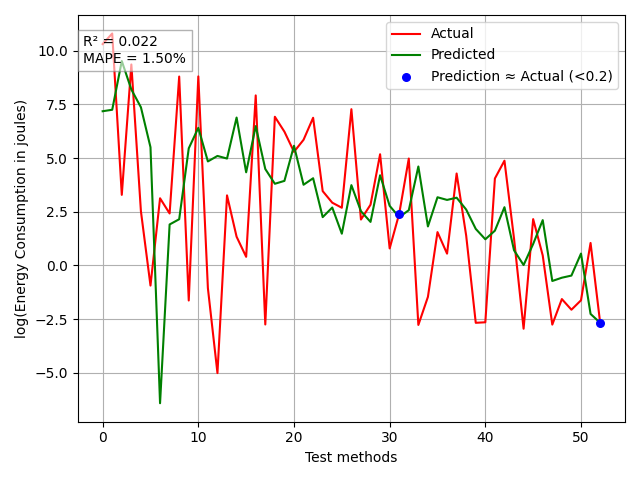 R² = 0.022
MAPE = 1.50%
Actual
Predicted
Prediction ≈ Actual (<0.2)
log(Energy Consumption in joules)
10.0
7.5
5.0
2.5
0.0
−2.5
−5.0
0 10 20 30 40 50
Test methods